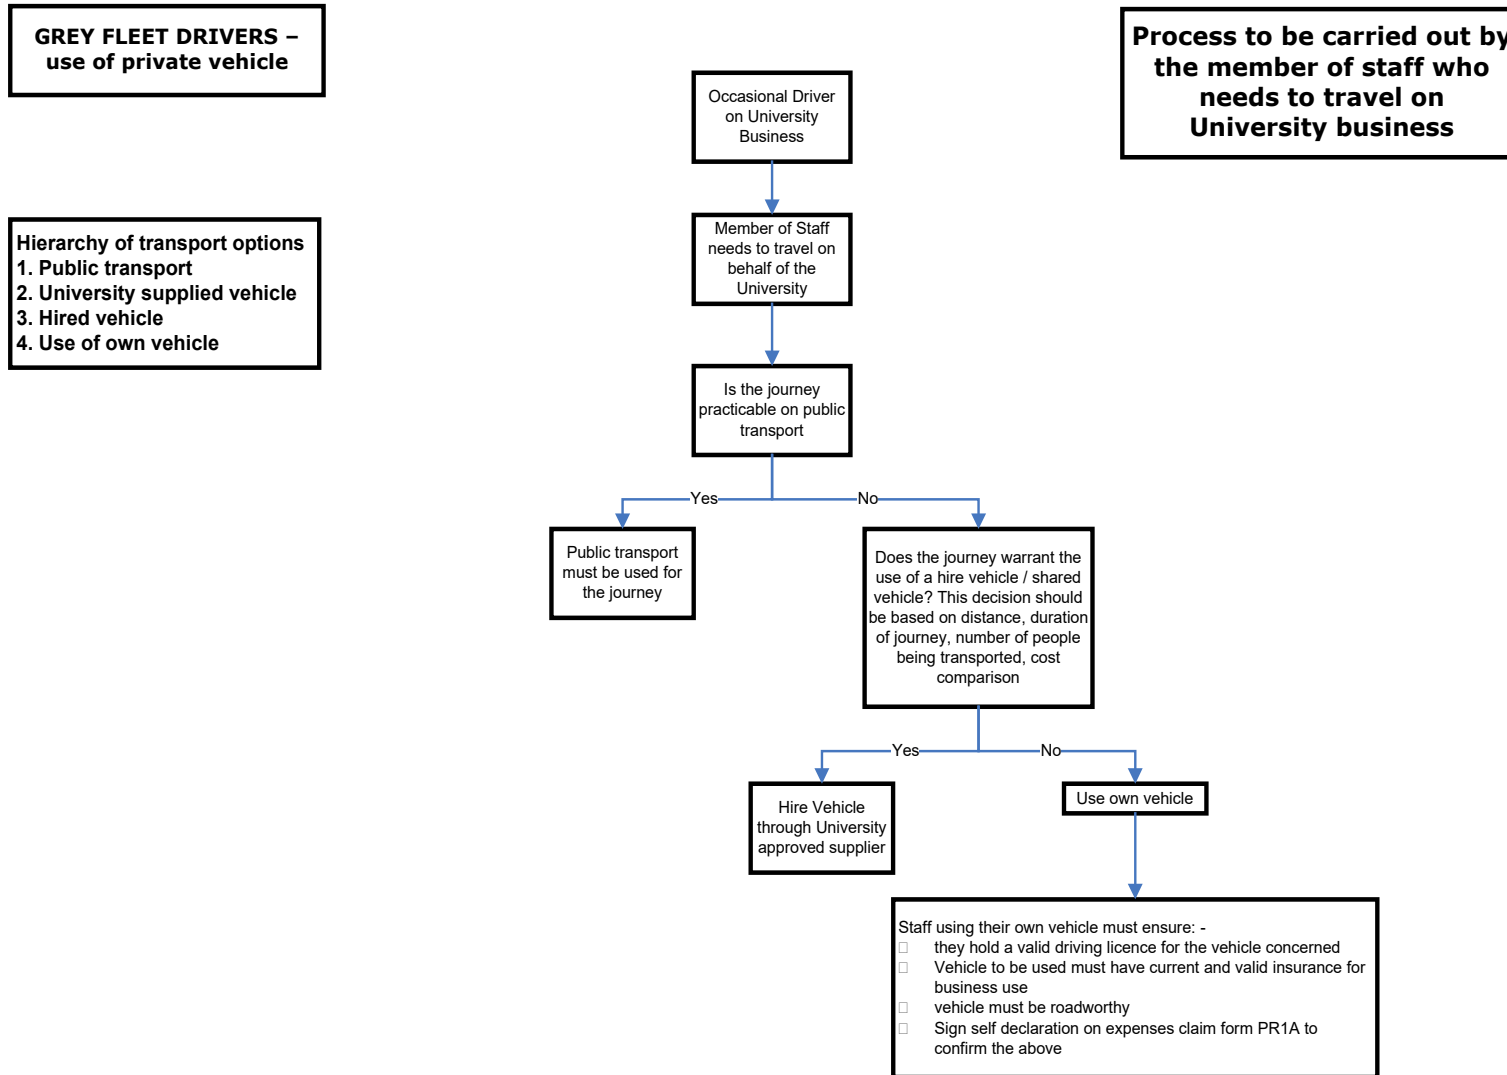 GREY FLEET DRIVERS –
use of private vehicle
Process to be carried out by
the member of staff who
needs to travel on
University business
Occasional Driver
on University
Business
Hierarchy of transport options
1. Public transport
2. University supplied vehicle
3. Hired vehicle
4. Use of own vehicle
Member of Staff
needs to travel on
behalf of the
University
Is the journey
practicable on public
transport
Yes
No
Public transport
must be used for
the journey
Does the journey warrant the
use of a hire vehicle / shared
vehicle? This decision should
be based on distance, duration
of journey, number of people
being transported, cost
comparison
Yes
No
Hire Vehicle
through University
approved supplier
Use own vehicle
Staff using their own vehicle must ensure: -
they hold a valid driving licence for the vehicle concerned
Vehicle to be used must have current and valid insurance for
business use
vehicle must be roadworthy
Sign self declaration on expenses claim form PR1A to
confirm the above